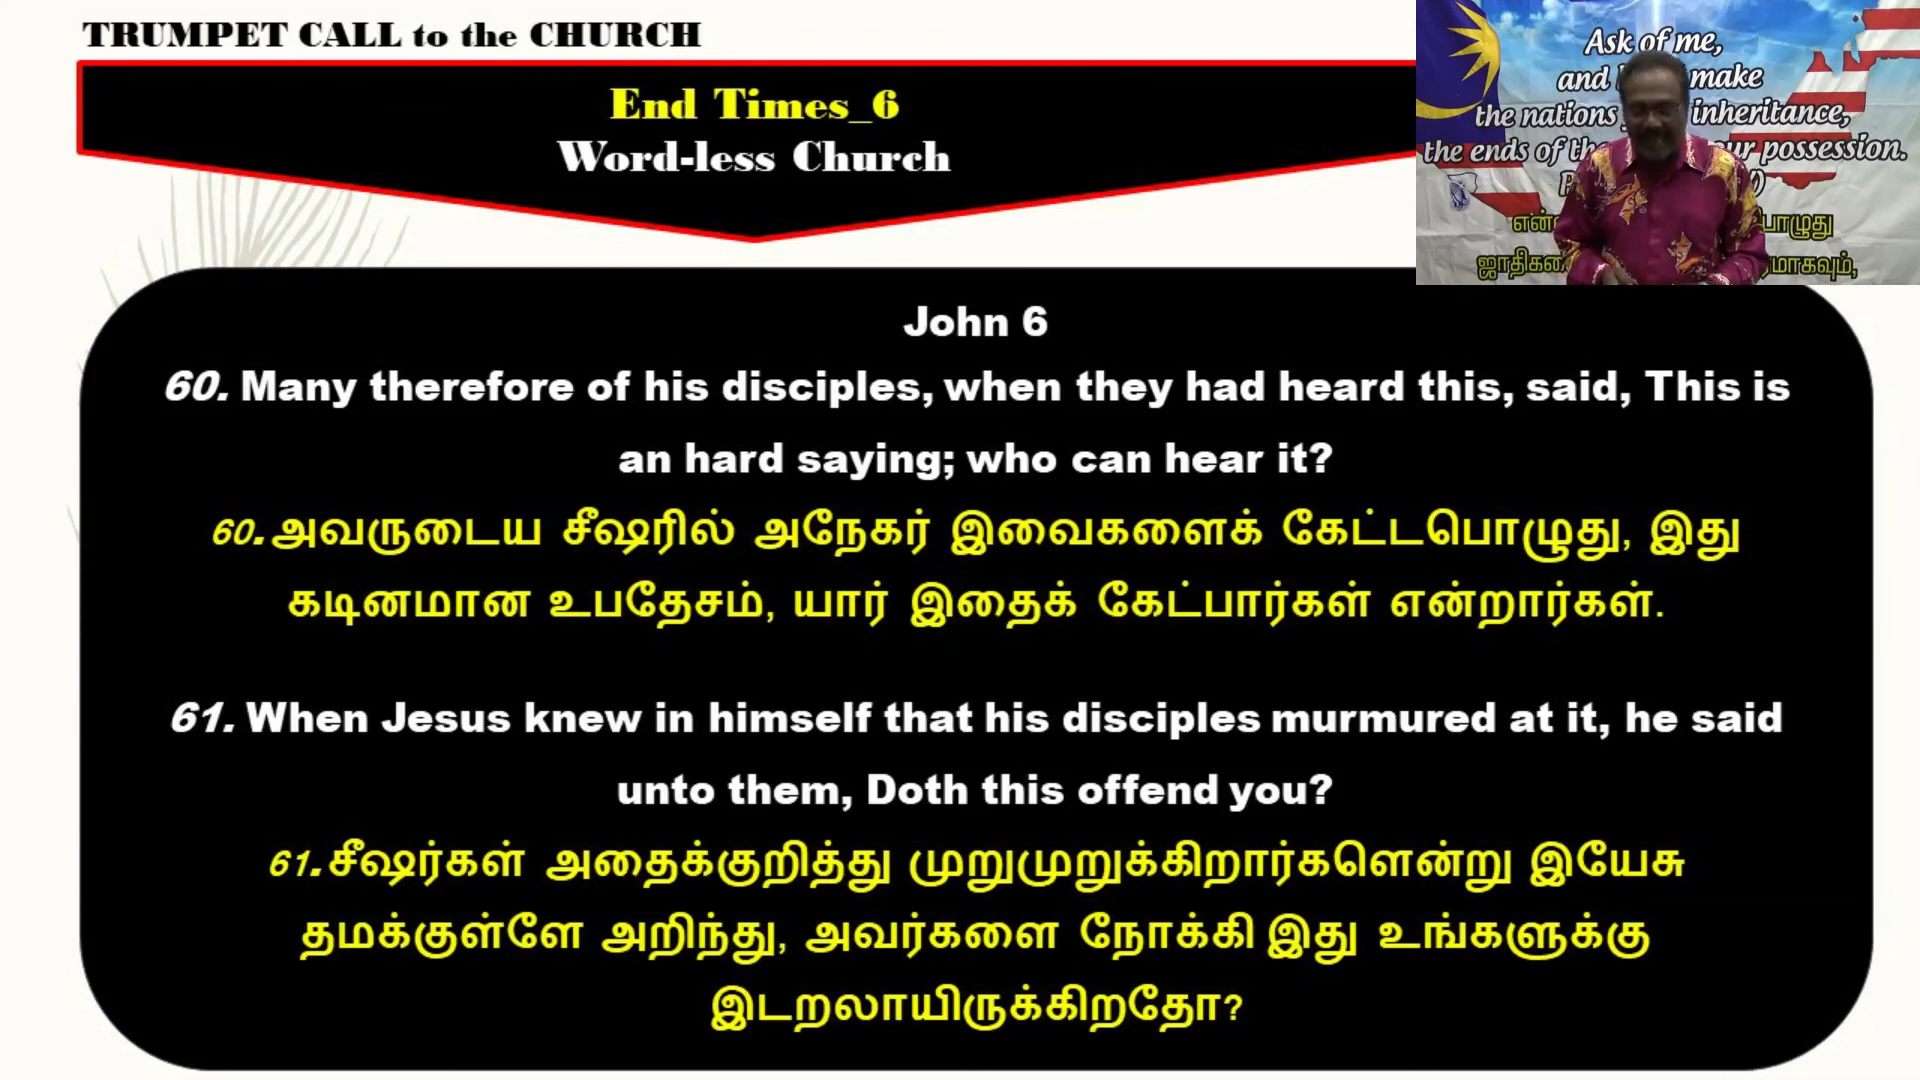 TRUMPET CALL to the CHURCH
End Times_6
Word-less Church
Ask of me,
and make
the nations inheritance,
the ends of possession.
பொழுது
John 6
60. Many therefore of his disciples, when they had heard this, said, This is
an hard saying; who can hear it?
60.அவருடைய சீஷரில் அநேகர் இவைகளைக் கேட்டபொழுது, இது
கடினமான உபதேசம், யார் இதைக் கேட்பார்கள் என்றார்கள்.
61. When Jesus knew in himself that his disciples murmured at it, he said
unto them, Doth this offend you?
61.சீஷர்கள் அதைக்குறித்து முறுமுறுக்கிறார்களென்று இயேசு
தமக்குள்ளே அறிந்து, அவர்களை நோக்கி இது உங்களுக்கு
இடறலாயிருக்கிறதோ?